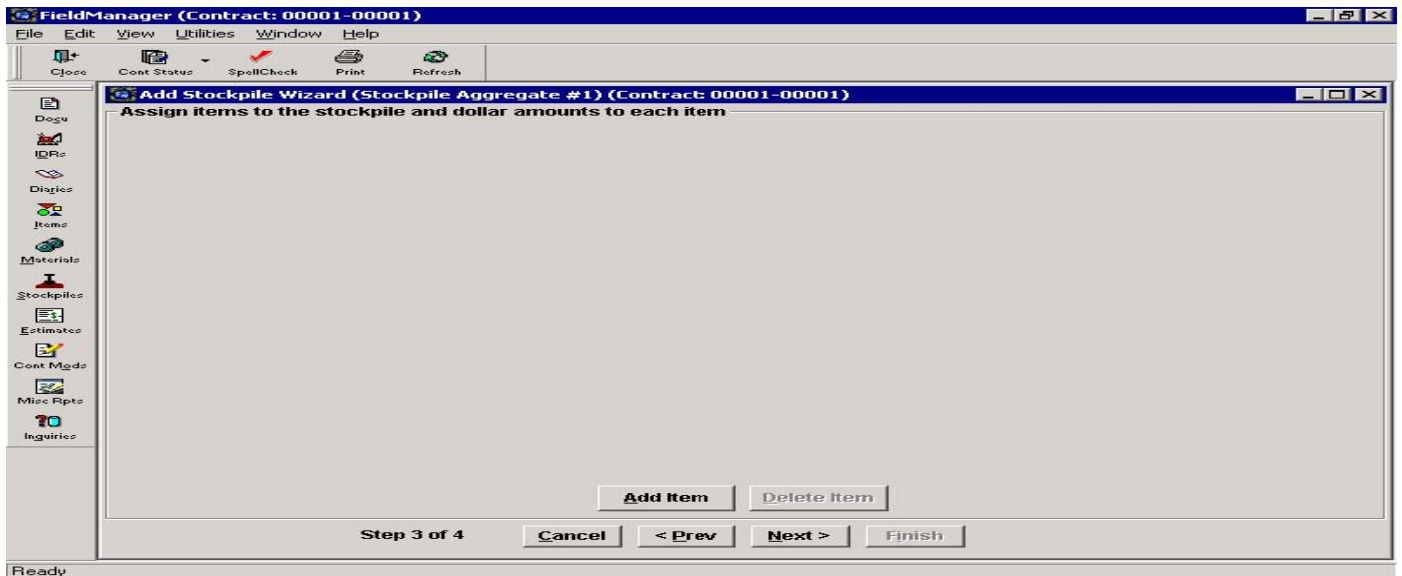 FieldManager (Contract: 00001-00001)
File Edit View Utilities Window Help
Close Cont Status SpellCheck Print Refresh
Add Stockpile Wizard (Stockpile Aggregate #1) (Contract: 00001-00001)
Assign items to the stockpile and dollar amounts to each item
Docu
IDRs
Diaries
Items
Materials
Stockpiles
Estimates
Cont Mods
Misc Rpts
Inquiries
Add Item Delete Item
Step 3 of 4 Cancel < Prev Next > Finish
Ready